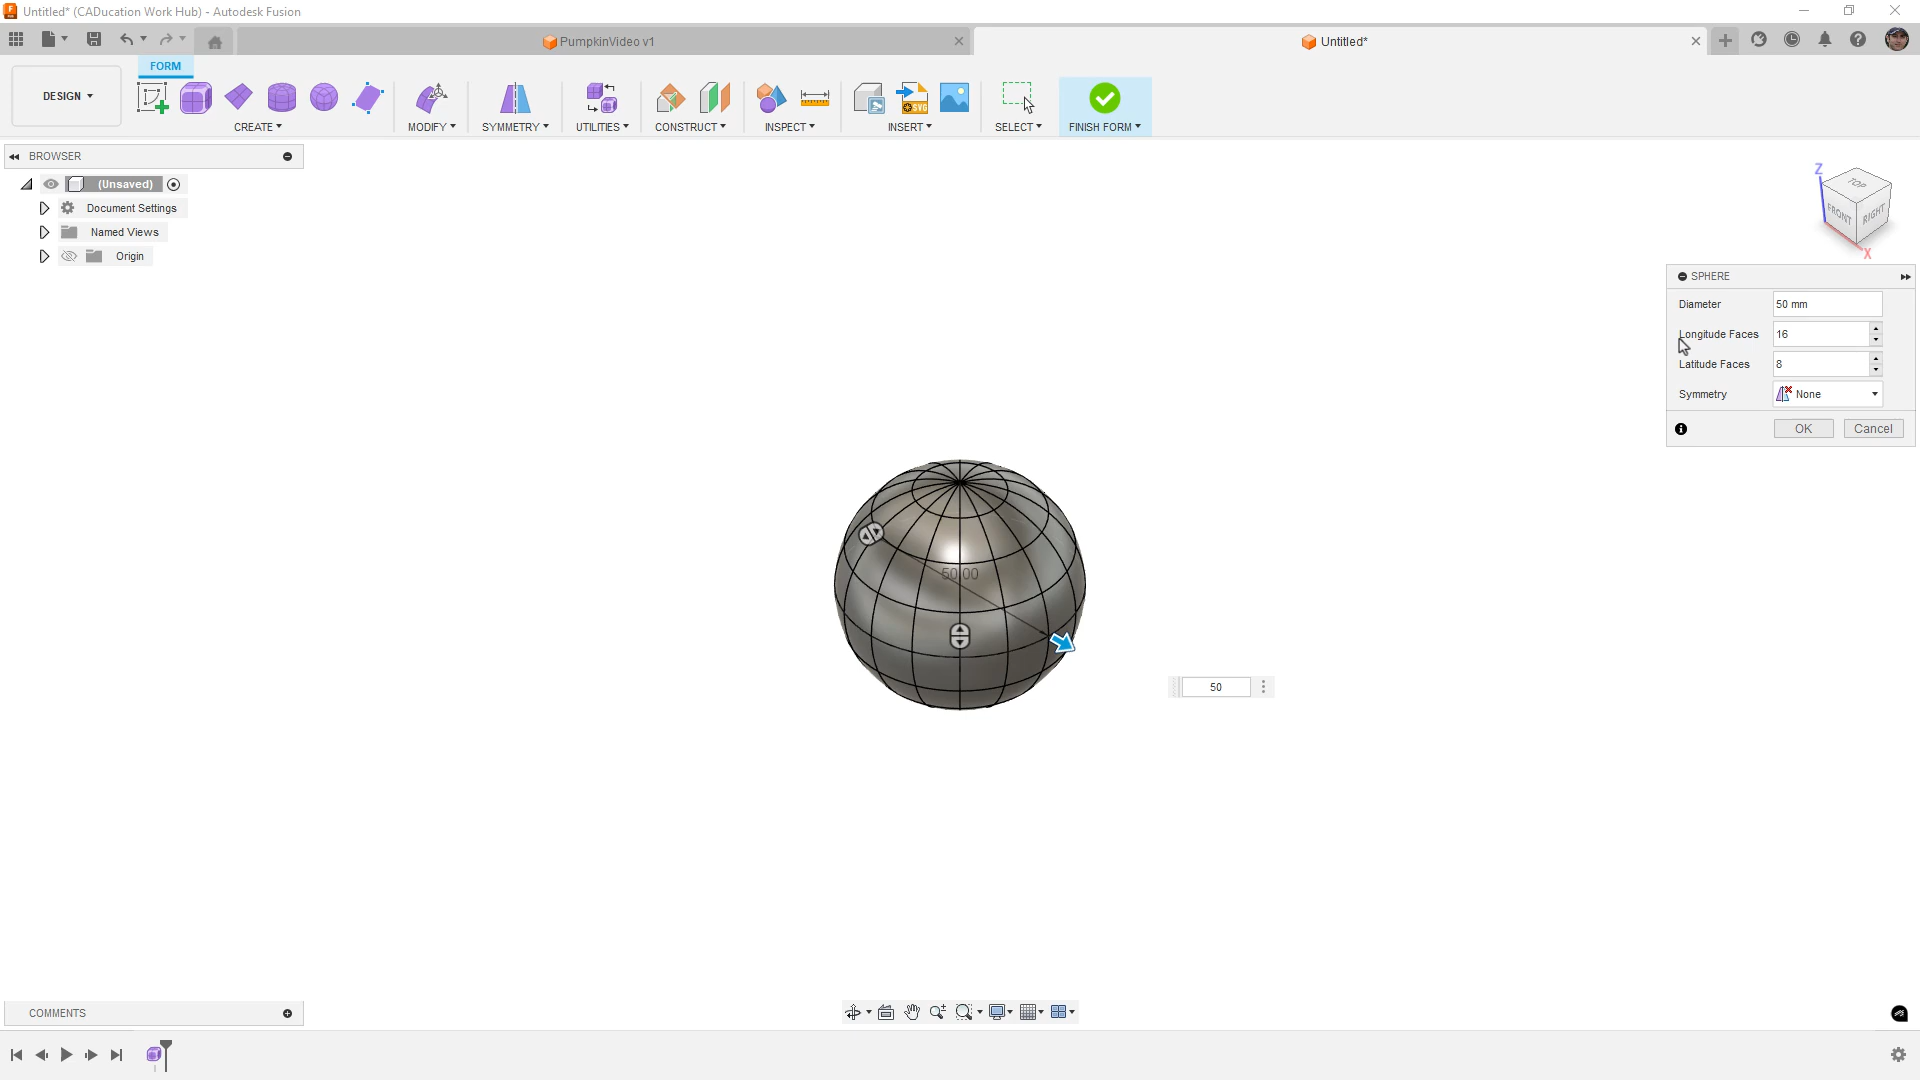 Untitled* (CADucation Work Hub) - Autodesk Fusion
PumpkinVideo v1
Untitled*
FORM
DESIGN
CREATE
MODIFY
SYMMETRY
UTILITIES
CONSTRUCT
INSPECT
INSERT
SELECT
FINISH FORM
SVG
BROWSER
(Unsaved)
Document Settings
Named Views
Origin
Z
TOP
FRONT
RIGHT
X
SPHERE
Diameter
50 mm
Longitude Faces
16
Latitude Faces
8
Symmetry
None
OK
Cancel
50.00
50
COMMENTS